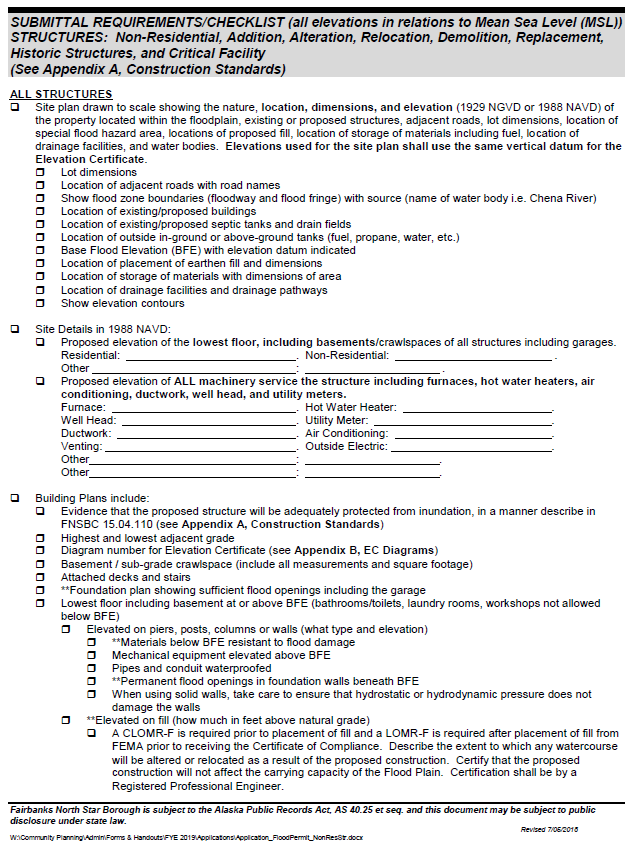 SUBMITTAL REQUIREMENTS/CHECKLIST (all elevations in relations to Mean Sea Level (MSL))
STRUCTURES: Non-Residential, Addition, Alteration, Relocation, Demolition, Replacement,
Historic Structures, and Critical Facility
(See Appendix A, Construction Standards)
ALL STRUCTURES
❑ Site plan drawn to scale showing the nature, location, dimensions, and elevation (1929 NGVD or 1988 NAVD) of
the property located within the floodplain, existing or proposed structures, adjacent roads, lot dimensions, location of
special flood hazard area, locations of proposed fill, location of storage of materials including fuel, location of
drainage facilities, and water bodies. Elevations used for the site plan shall use the same vertical datum for the
Elevation Certificate.
❑ Lot dimensions
❑ Location of adjacent roads with road names
❑ Show flood zone boundaries (floodway and flood fringe) with source (name of water body i.e. Chena River)
❑ Location of existing/proposed buildings
❑ Location of existing/proposed septic tanks and drain fields
❑ Location of outside in-ground or above-ground tanks (fuel, propane, water, etc.)
❑ Base Flood Elevation (BFE) with elevation datum indicated
❑ Location of placement of earthen fill and dimensions
❑ Location of storage of materials with dimensions of area
❑ Location of drainage facilities and drainage pathways
❑ Show elevation contours
❑ Site Details in 1988 NAVD:
❑ Proposed elevation of the lowest floor, including basements/crawlspaces of all structures including garages.
Residential: ____________________. Non-Residential: ____________________.
Other ____________________: ____________________.
❑ Proposed elevation of ALL machinery service the structure including furnaces, hot water heaters, air
conditioning, ductwork, well head, and utility meters.
Furnace: ____________________. Hot Water Heater: ____________________.
Well Head: ____________________. Utility Meter: ____________________.
Ductwork: ____________________. Air Conditioning: ____________________.
Venting: ____________________. Outside Electric: ____________________.
Other____________________: ____________________.
Other____________________: ____________________.
❑ Building Plans include:
❑ Evidence that the proposed structure will be adequately protected from inundation, in a manner describe in
FNSBC 15.04.110 (see Appendix A, Construction Standards)
❑ Highest and lowest adjacent grade
❑ Diagram number for Elevation Certificate (see Appendix B, EC Diagrams)
❑ Basement / sub-grade crawlspace (include all measurements and square footage)
❑ Attached decks and stairs
❑ **Foundation plan showing sufficient flood openings including the garage
❑ Lowest floor including basement at or above BFE (bathrooms/toilets, laundry rooms, workshops not allowed
below BFE)
❑ Elevated on piers, posts, columns or walls (what type and elevation)
❑ **Materials below BFE resistant to flood damage
❑ Mechanical equipment elevated above BFE
❑ Pipes and conduit waterproofed
❑ **Permanent flood openings in foundation walls beneath BFE
❑ When using solid walls, take care to ensure that hydrostatic or hydrodynamic pressure does not
damage the walls
❑ **Elevated on fill (how much in feet above natural grade)
❑ A CLOMR-F is required prior to placement of fill and a LOMR-F is required after placement of fill from
FEMA prior to receiving the Certificate of Compliance. Describe the extent to which any watercourse
will be altered or relocated as a result of the proposed construction. Certify that the proposed
construction will not affect the carrying capacity of the Flood Plain. Certification shall be by a
Registered Professional Engineer.
Fairbanks North Star Borough is subject to the Alaska Public Records Act, AS 40.25 et seq. and this document may be subject to public
disclosure under state law.
Revised 7/06/2018
W:\Community Planning\Admin\Forms & Handouts\FYE 2019\Applications\Application_FloodPermit_NonResStr.docx